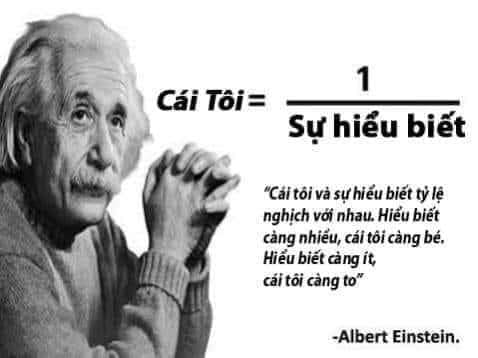 Cái Tôi = 1
Sự hiểu biết
“Cái tôi và sự hiểu biết tỷ lệ
nghịch với nhau. Hiểu biết
càng nhiều, cái tôi càng bé.
Hiểu biết càng ít,
cái tôi càng to”
-Albert Einstein.